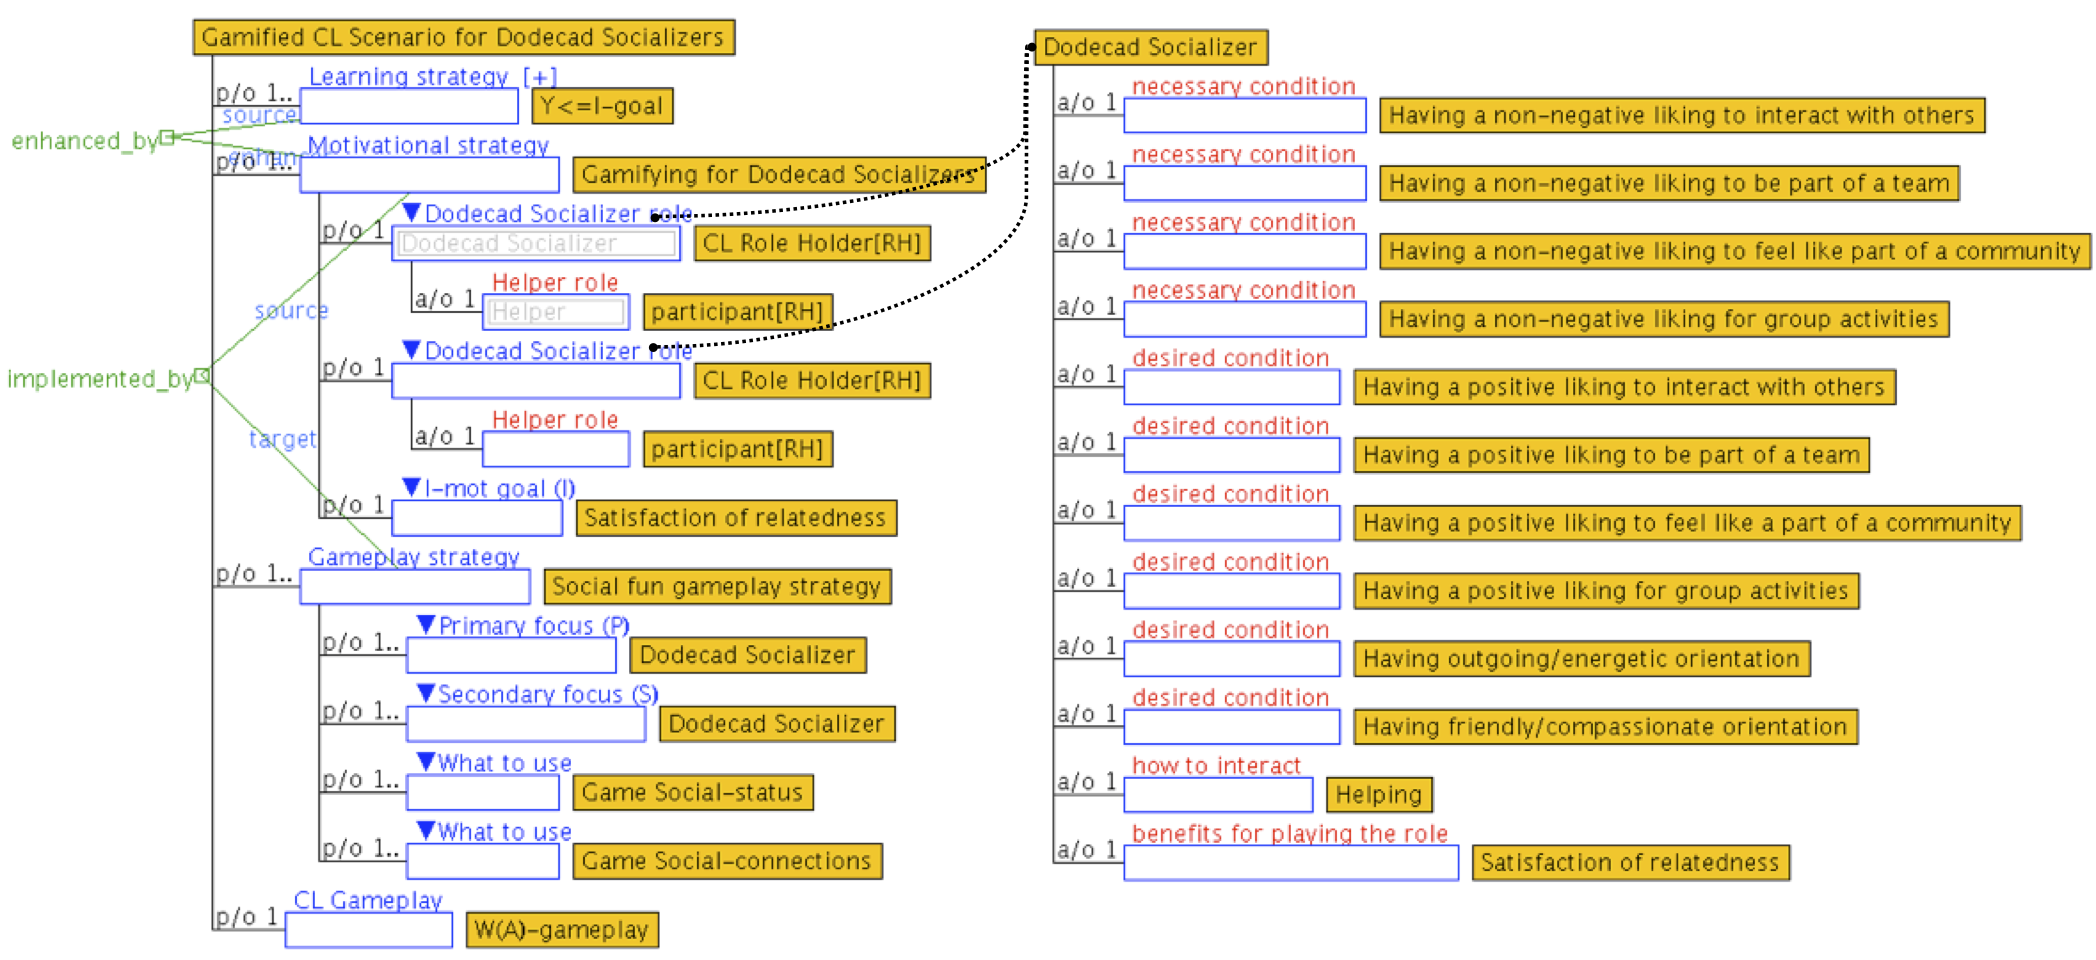 Gamified CL Scenario for Dodecad Socializers
p/o 1..
Learning strategy [+]
Y<=I-goal
source
enhanced_by
enhanc
p/o 1..
Motivational strategy
Gamifying for Dodecad Socializers
p/o 1
Dodecad Socializer role
Dodecad Socializer
CL Role Holder[RH]
a/o 1
Helper role
Helper
participant[RH]
source
p/o 1
Dodecad Socializer role
CL Role Holder[RH]
implemented_by
a/o 1
Helper role
participant[RH]
target
p/o 1
I-mot goal (I)
Satisfaction of relatedness
p/o 1..
Gameplay strategy
Social fun gameplay strategy
p/o 1..
Primary focus (P)
Dodecad Socializer
p/o 1..
Secondary focus (S)
Dodecad Socializer
p/o 1..
What to use
Game Social-status
p/o 1..
What to use
Game Social-connections
p/o 1
CL Gameplay
W(A)-gameplay
Dodecad Socializer
a/o 1
necessary condition
Having a non-negative liking to interact with others
a/o 1
necessary condition
Having a non-negative liking to be part of a team
a/o 1
necessary condition
Having a non-negative liking to feel like part of a community
a/o 1
necessary condition
Having a non-negative liking for group activities
a/o 1
desired condition
Having a positive liking to interact with others
a/o 1
desired condition
Having a positive liking to be part of a team
a/o 1
desired condition
Having a positive liking to feel like a part of a community
a/o 1
desired condition
Having a positive liking for group activities
a/o 1
desired condition
Having outgoing/energetic orientation
a/o 1
desired condition
Having friendly/compassionate orientation
a/o 1
how to interact
Helping
a/o 1
benefits for playing the role
Satisfaction of relatedness